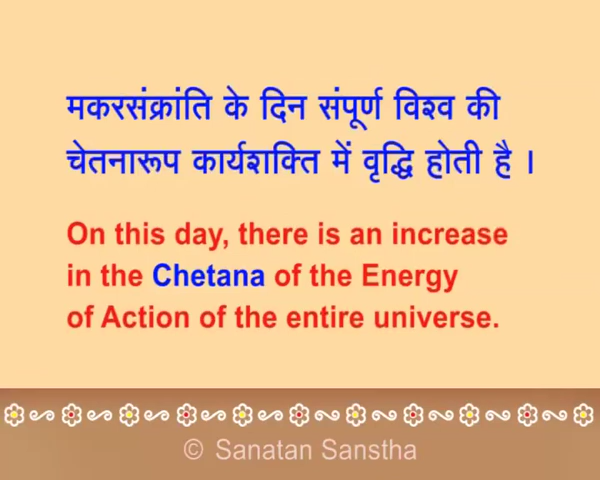 मकरसंक्रांति के दिन संपूर्ण विश्व की
चेतनारूप कार्यशक्ति में वृद्धि होती है ।
On this day, there is an increase
in the Chetana of the Energy
of Action of the entire universe.
© Sanatan Sanstha